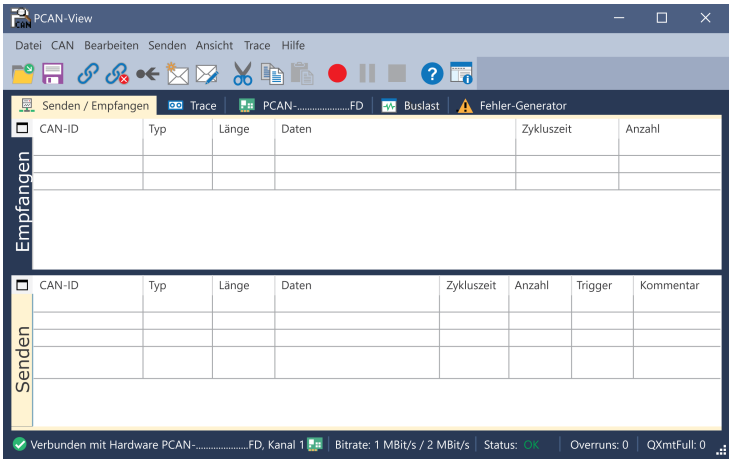 PCAN-View
Datei CAN Bearbeiten Senden Ansicht Trace Hilfe
Senden / Empfangen Trace PCAN-.....................FD Buslast Fehler-Generator
CAN-ID Typ Länge Daten Zykluszeit Anzahl
Empfangen
CAN-ID Typ Länge Daten Zykluszeit Anzahl Trigger Kommentar
Senden
Verbunden mit Hardware PCAN-.....................FD, Kanal 1 Bitrate: 1 MBit/s / 2 MBit/s Status: OK Overruns: 0 QXmtFull: 0